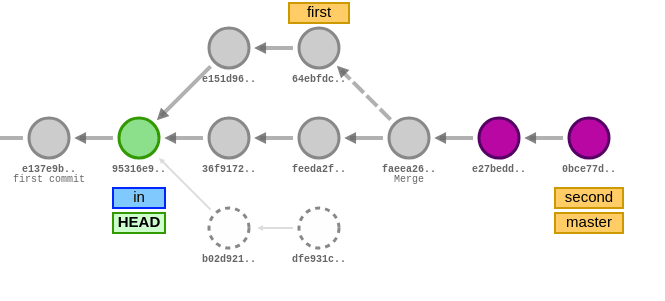 first
e151d96..
64ebfdc..
e137e9b..
first commit
95316e9..
36f9172..
feeda2f..
faeea26..
Merge
e27bedd..
0bce77d..
in
HEAD
second
master
b02d921..
dfe931c..